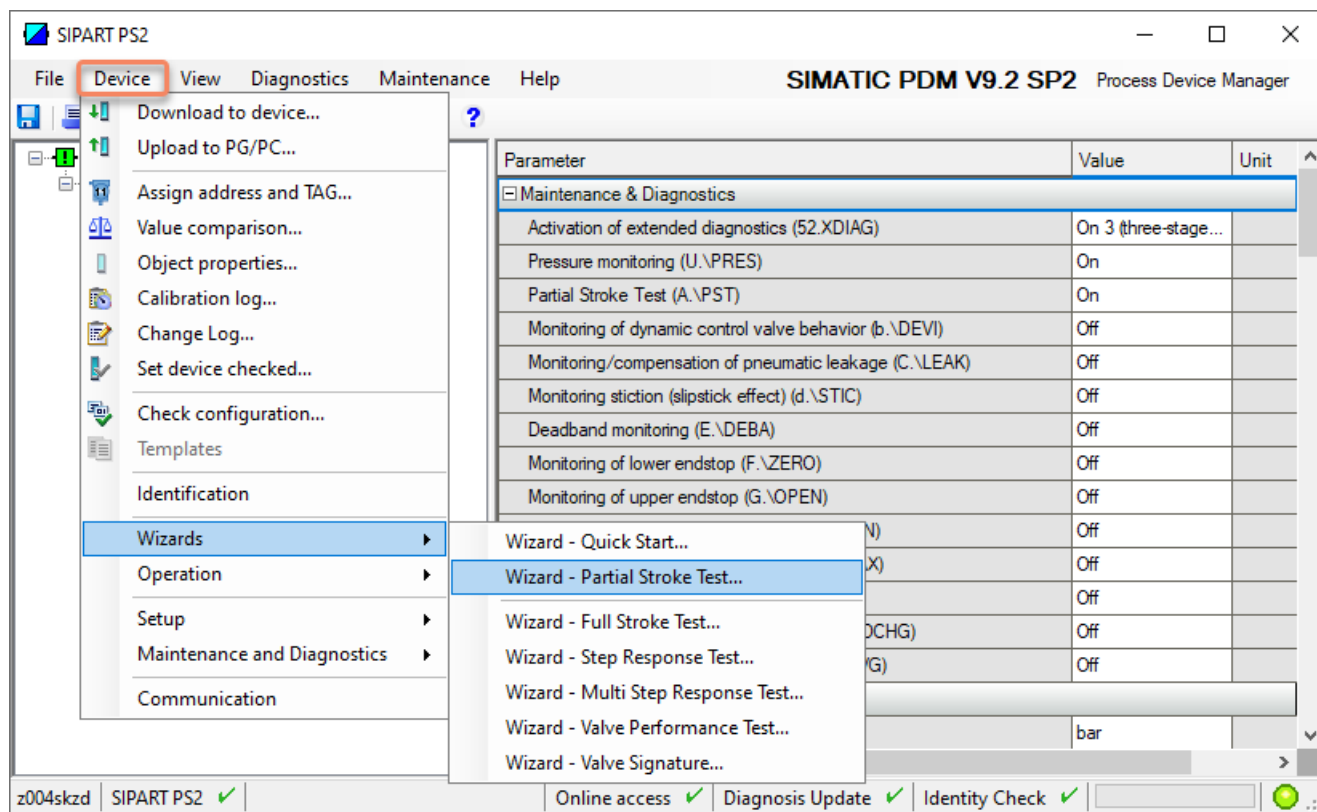 SIPART PS2
File Device View Diagnostics Maintenance Help SIMATIC PDM V9.2 SP2 Process Device Manager
?
Download to device...
Upload to PG/PC...
Assign address and TAG...
Value comparison...
Object properties...
Calibration log...
Change Log...
Set device checked...
Check configuration...
Templates
Identification
Wizards
Operation
Setup
Maintenance and Diagnostics
Communication
Wizard - Quick Start...
Wizard - Partial Stroke Test...
Wizard - Full Stroke Test...
Wizard - Step Response Test...
Wizard - Multi Step Response Test...
Wizard - Valve Performance Test...
Wizard - Valve Signature...
Parameter Value Unit
Maintenance & Diagnostics
Activation of extended diagnostics (52.XDIAG) On 3 (three-stage...
Pressure monitoring (U.\PRES) On
Partial Stroke Test (A.\PST) On
Monitoring of dynamic control valve behavior (b.\DEVI) Off
Monitoring/compensation of pneumatic leakage (C.\LEAK) Off
Monitoring stiction (slipstick effect) (d.\STIC) Off
Deadband monitoring (E.\DEBA) Off
Monitoring of lower endstop (F.\ZERO) Off
Monitoring of upper endstop (G.\OPEN) Off
N) Off
X) Off
Off
CHG) Off
G) Off
bar
z004skzd SIPART PS2 Online access Diagnosis Update Identity Check